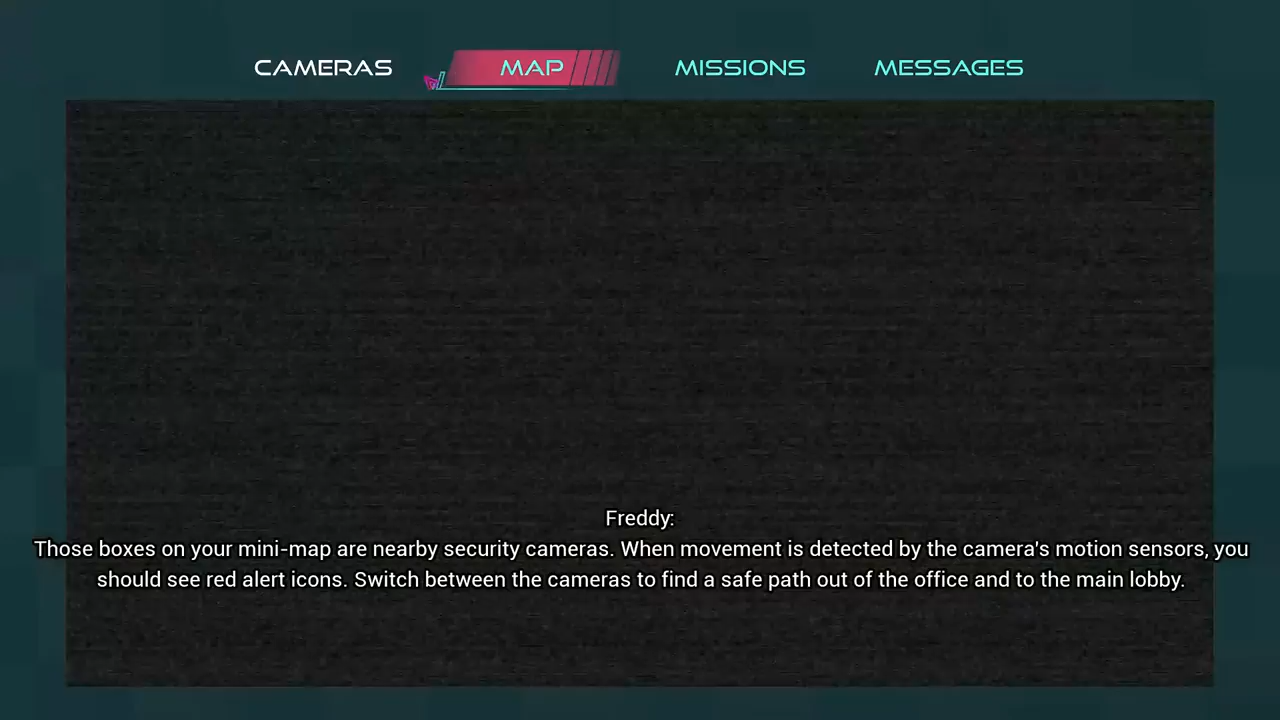 CAMERAS MAP MISSIONS MESSAGES
Freddy:
Those boxes on your mini-map are nearby security cameras. When movement is detected by the camera's motion sensors, you
should see red alert icons. Switch between the cameras to find a safe path out of the office and to the main lobby.